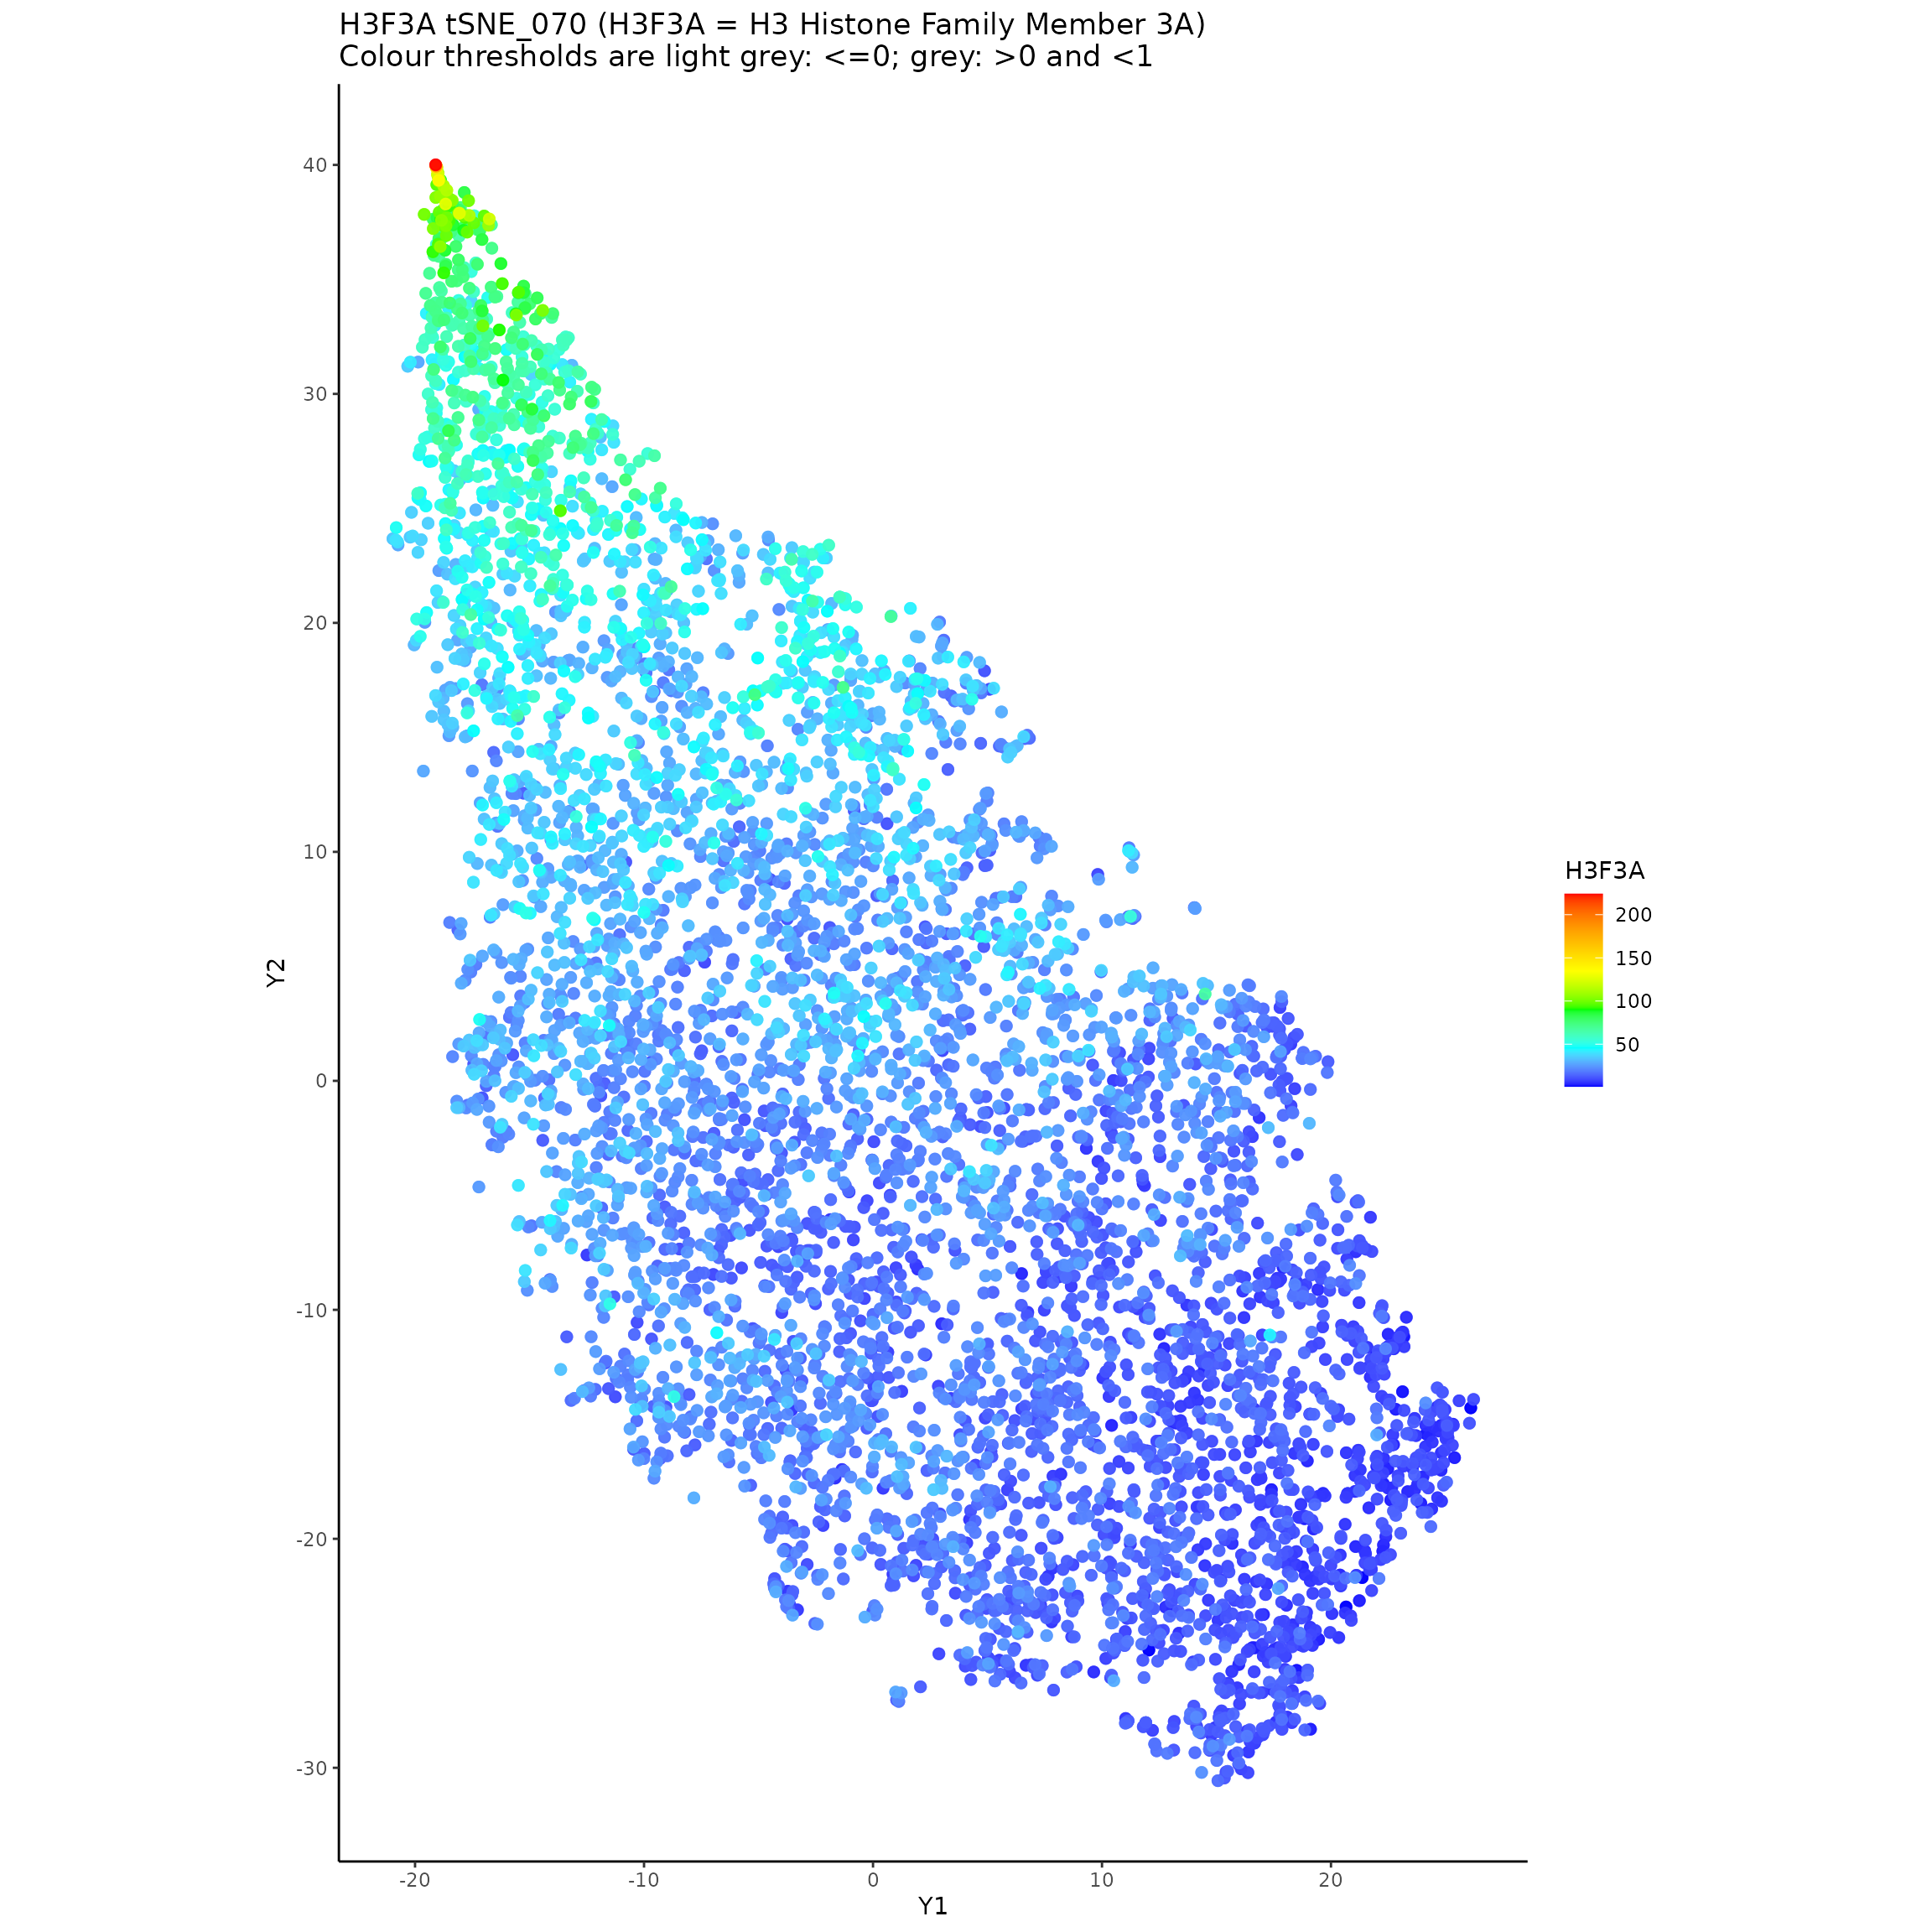 H3F3A tSNE_070 (H3F3A = H3 Histone Family Member 3A)
Colour thresholds are light grey: <=0; grey: >0 and <1
40
30
20
10
0
-10
-20
-30
Y2
-20 -10 0 10 20
Y1
H3F3A
200
150
100
50